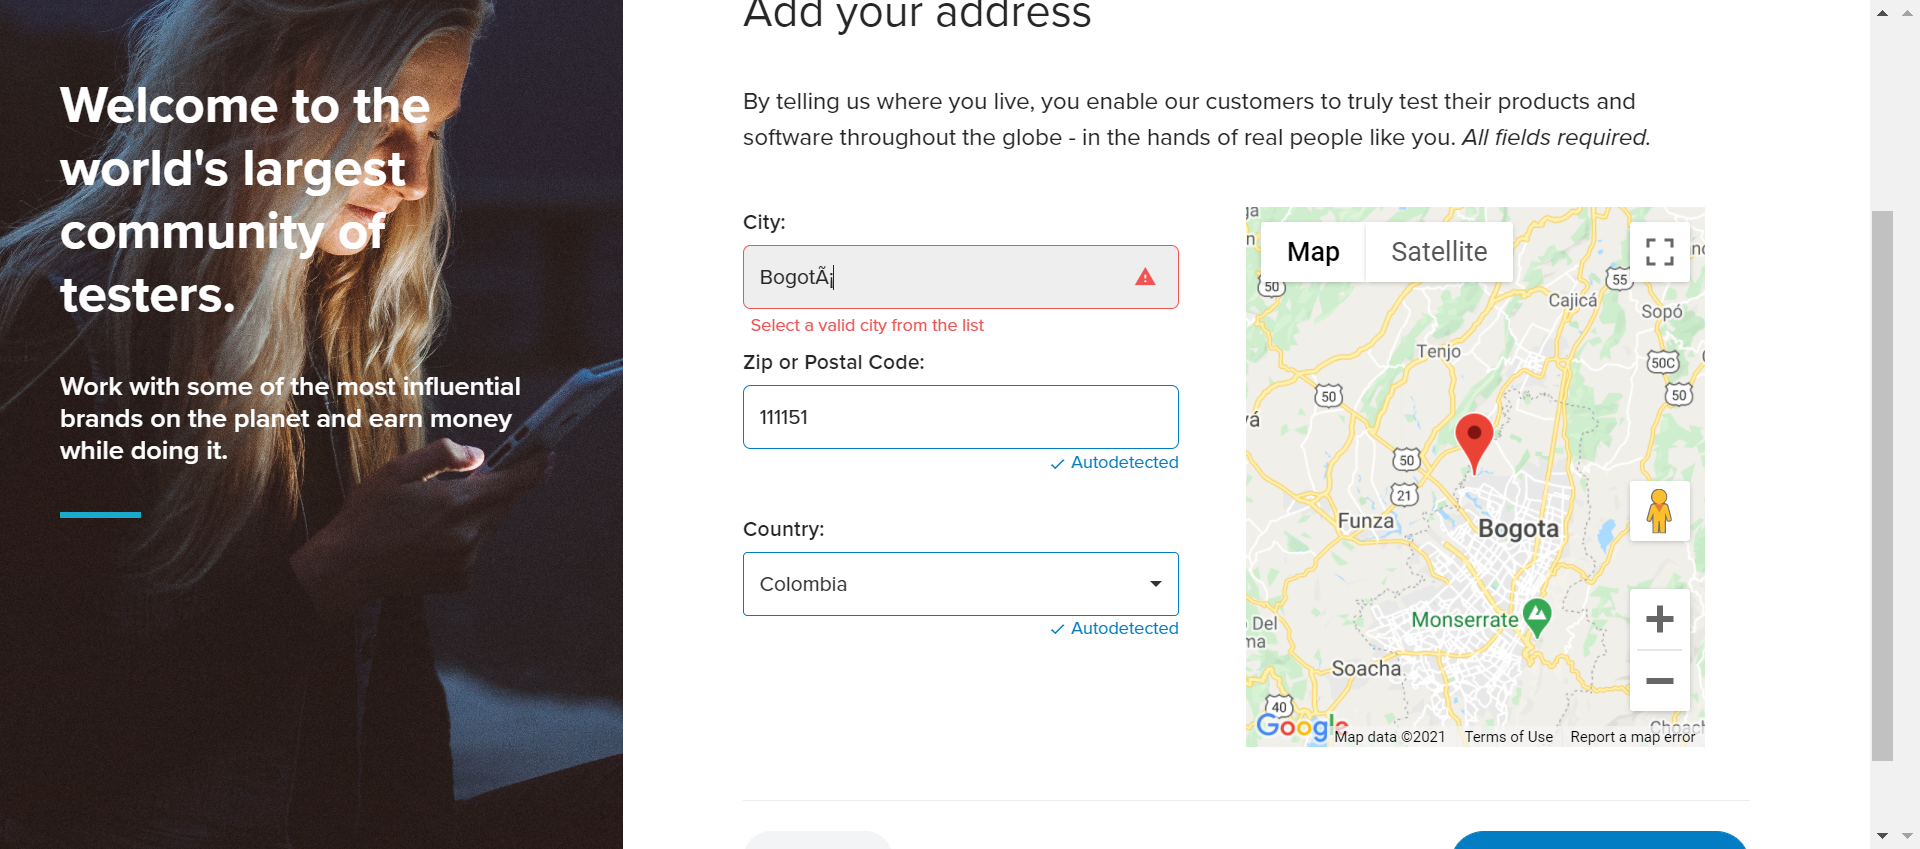 Welcome to the
world's largest
community of
testers.
Work with some of the most influential
brands on the planet and earn money
while doing it.
Add your address
By telling us where you live, you enable our customers to truly test their products and
software throughout the globe - in the hands of real people like you. All fields required.
City:
BogotÃ¡
Select a valid city from the list
Zip or Postal Code:
111151
Autodetected
Country:
Colombia
Autodetected
Map
Satellite
50
55
Cajicá
Sopó
Tenjo
50C
50
50
50
21
Funza
Bogota
Del
Monserrate
Soacha
40
Google
Map data ©2021
Terms of Use
Report a map error